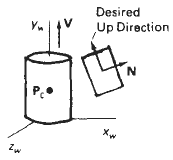 Desired
Up Direction
y_w
V
N
P_c
x_w
z_w